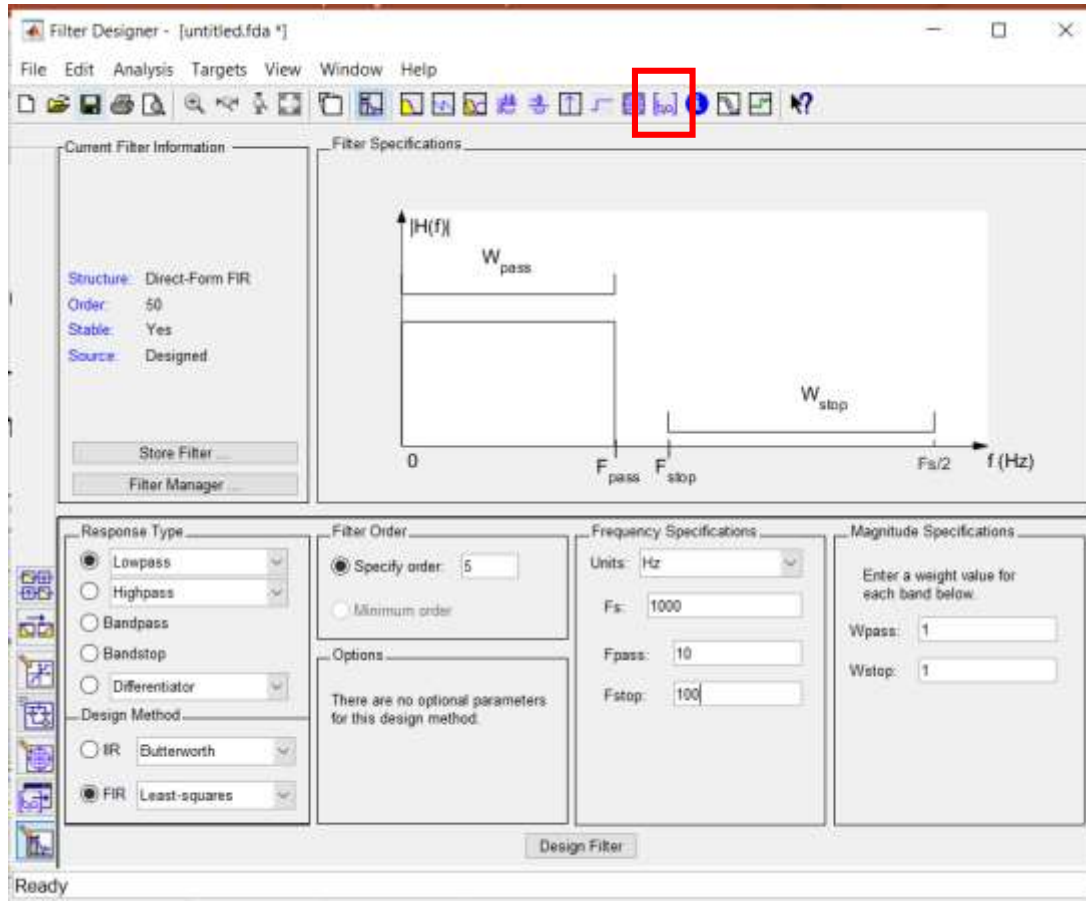 Filter Designer - [untitled.fda *]
File Edit Analysis Targets View Window Help
Current Filter Information
Structure: Direct-Form FIR
Order: 50
Stable: Yes
Source: Designed
Store Filter ...
Filter Manager ...
Filter Specifications
|H(f)|
Wpass
Wstop
0
Fpass
Fstop
Fs/2
f (Hz)
Response Type
Lowpass
Highpass
Bandpass
Bandstop
Differentiator
Design Method
IIR Butterworth
FIR Least-squares
Filter Order
Specify order: 5
Minimum order
Options
There are no optional parameters
for this design method.
Frequency Specifications
Units: Hz
Fs: 1000
Fpass: 10
Fstop: 100
Magnitude Specifications
Enter a weight value for
each band below.
Wpass: 1
Wstop: 1
Design Filter
Ready